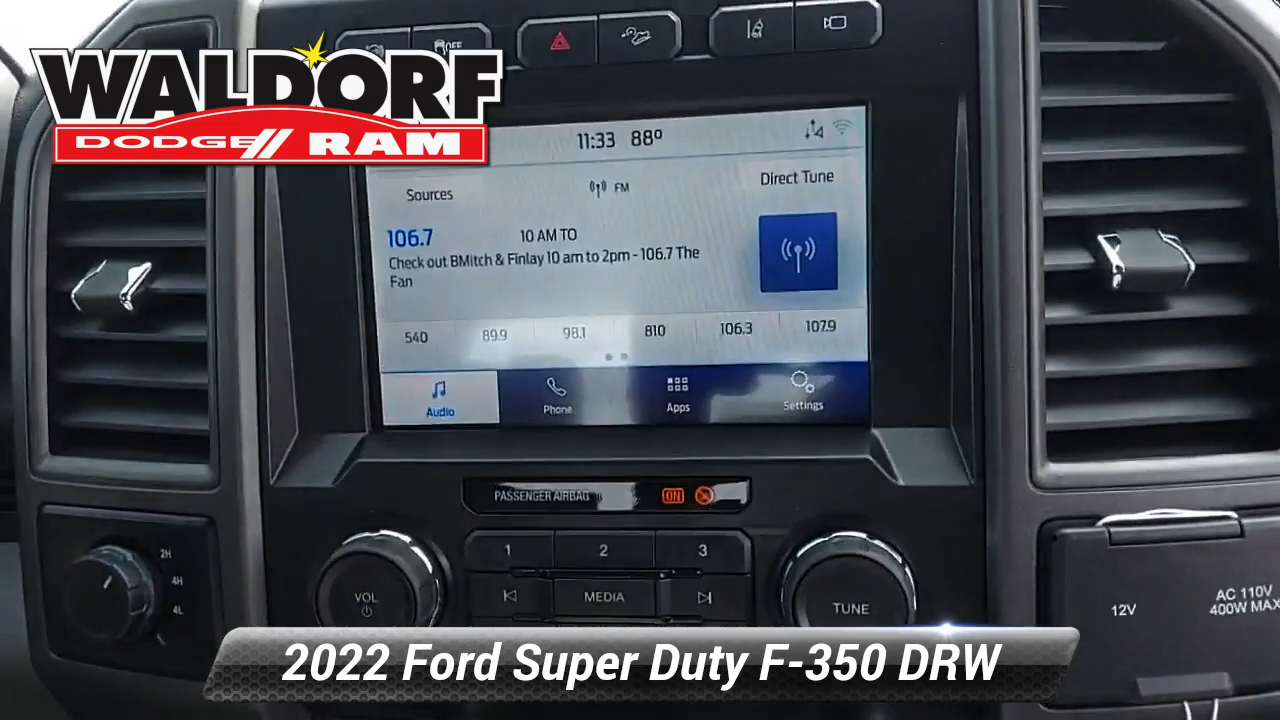 WALDORF
DODGE RAM
OFF
11:33 88º
Sources
FM
Direct Tune
106.7
10 AM TO
Check out BMitch & Finlay 10 am to 2pm - 106.7 The
Fan
540 89.9 98.1 810 106.3 107.9
Audio Phone Apps Settings
PASSENGER AIRBAG ON
1 2 3
VOL
MEDIA
TUNE
2H
4H
4L
12V
AC 110V
400W MAX
2022 Ford Super Duty F-350 DRW